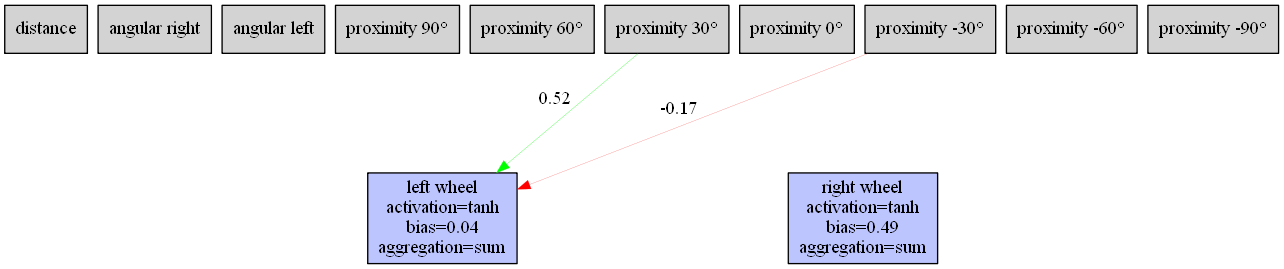 distance
angular right
angular left
proximity 90°
proximity 60°
proximity 30°
proximity 0°
proximity -30°
proximity -60°
proximity -90°
0.52
-0.17
left wheel
activation=tanh
bias=0.04
aggregation=sum
right wheel
activation=tanh
bias=0.49
aggregation=sum